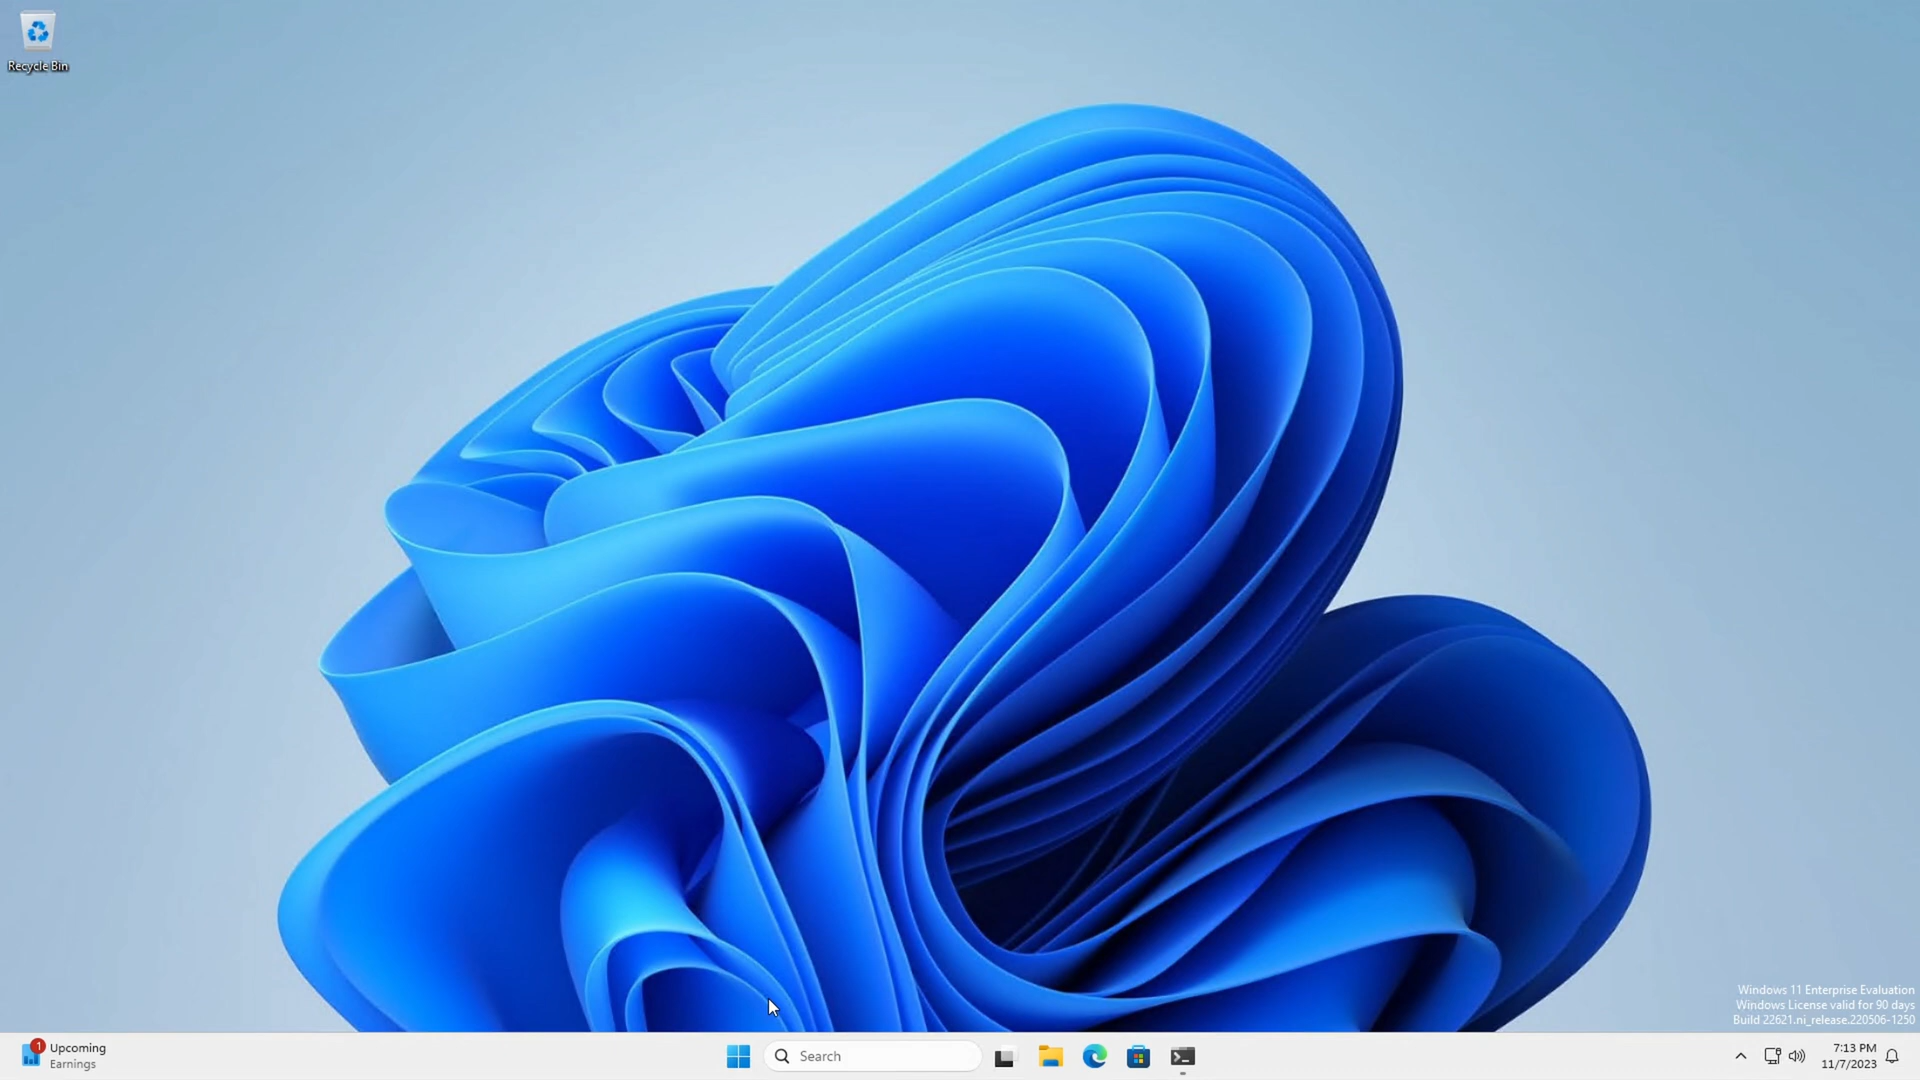 Recycle Bin
Windows 11 Enterprise Evaluation
Windows License valid for 90 days
Build 22621.ni_release.220506-1250
1
Upcoming
Earnings
Search
7:13 PM
11/7/2023